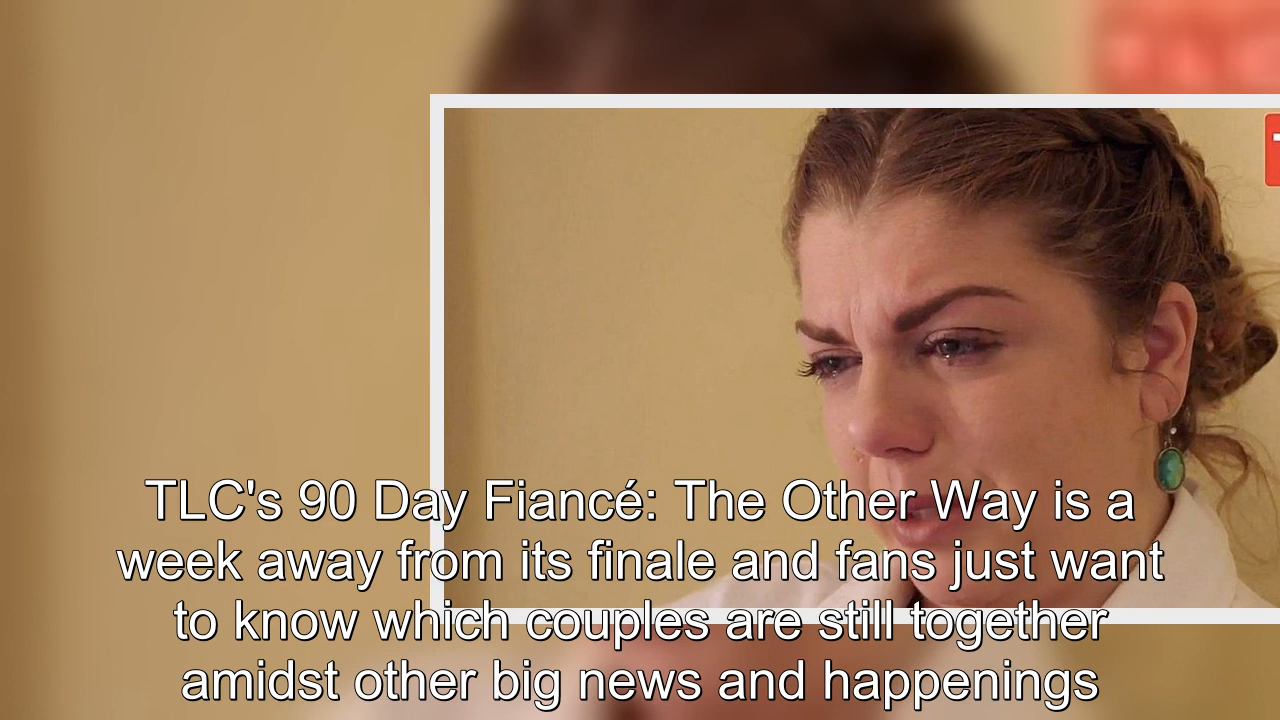 TLC's 90 Day Fiancé: The Other Way is a
week away from its finale and fans just want
to know which couples are still together
amidst other big news and happenings